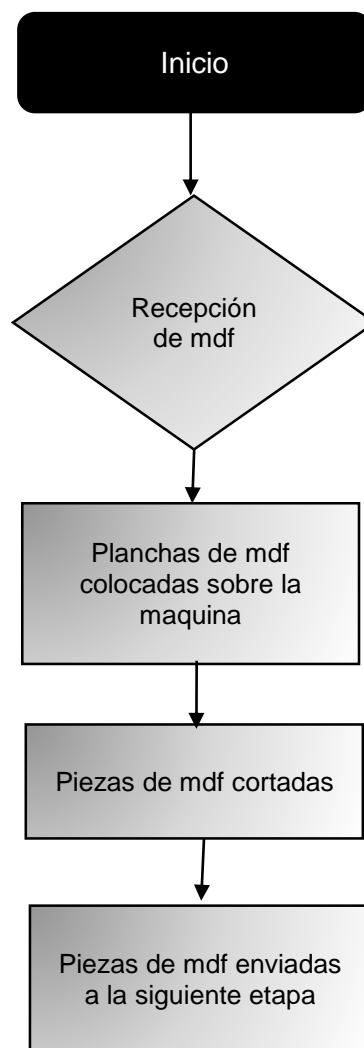 Inicio
Recepción
de mdf
Planchas de mdf
colocadas sobre la
maquina
Piezas de mdf cortadas
Piezas de mdf enviadas
a la siguiente etapa